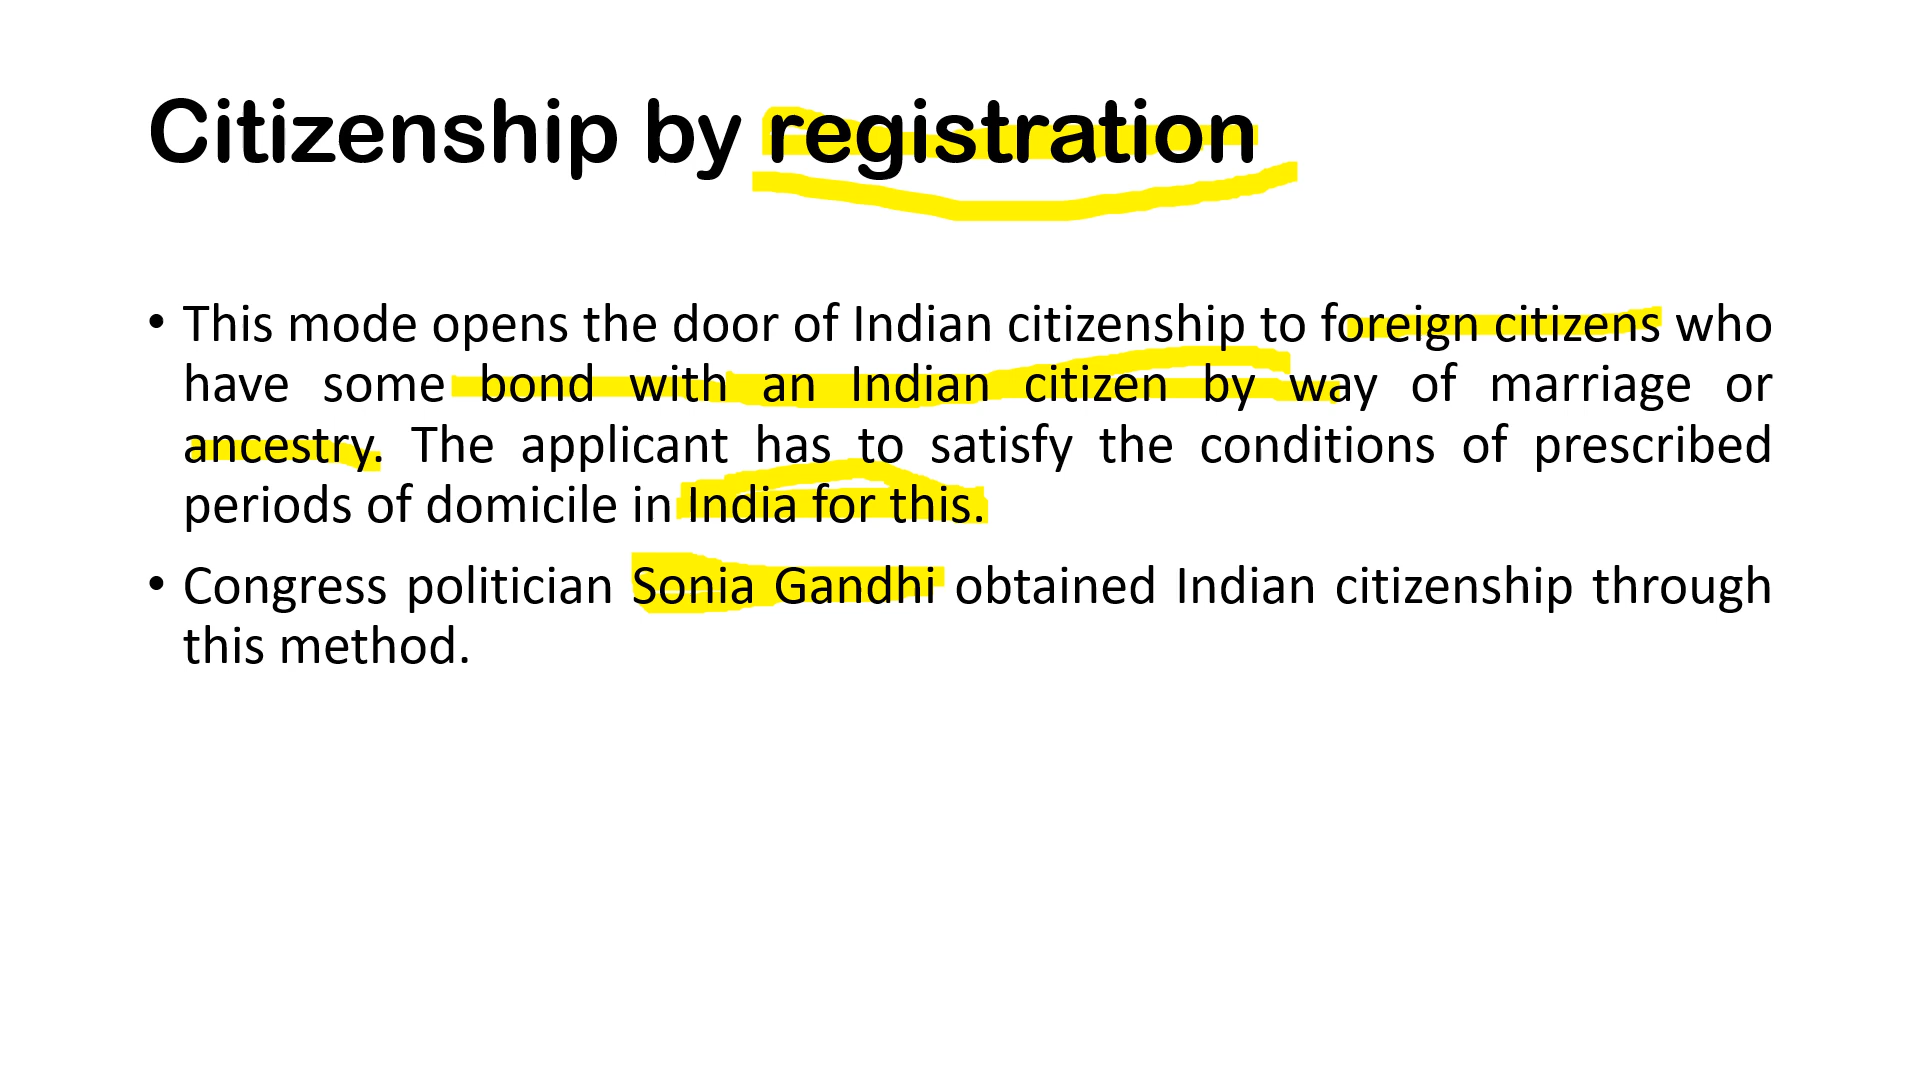 Citizenship by registration
• This mode opens the door of Indian citizenship to foreign citizens who
have some bond with an Indian citizen by way of marriage or
ancestry. The applicant has to satisfy the conditions of prescribed
periods of domicile in India for this.
• Congress politician Sonia Gandhi obtained Indian citizenship through
this method.